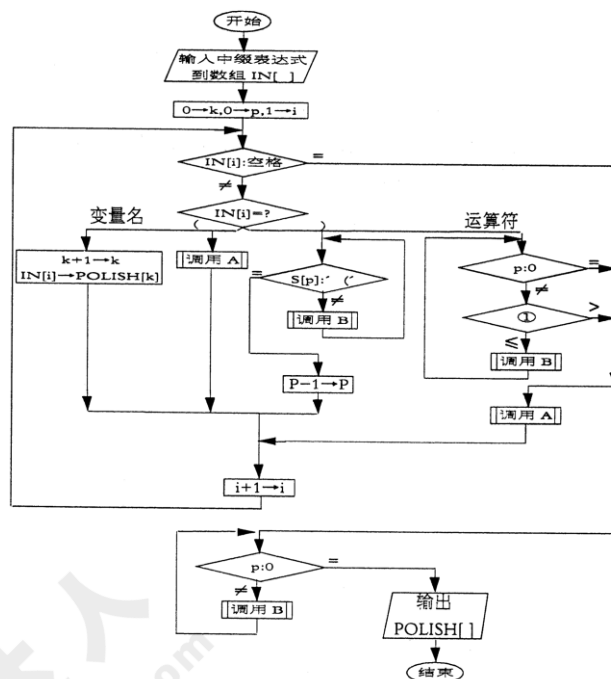 开始
输入中缀表达式
到数组 IN[ ]
0→k,0→p,1→i
IN[i]:空格
=
≠
IN[i]=?
变量名
(
)
运算符
k+1→k
IN[i]→POLISH[k]
调用 A
=
S[p]:′(′
≠
调用 B
P-1→P
p:0
=
≠
①
>
≤
调用 B
调用 A
i+1→i
p:0
=
≠
调用 B
输出
POLISH[ ]
结束